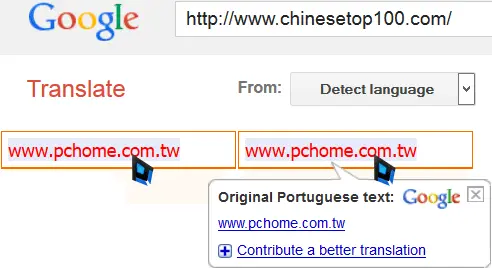 Google http://www.chinesetop100.com/
Translate From: Detect language
www.pchome.com.tw www.pchome.com.tw
Original Portuguese text: Google
www.pchome.com.tw
Contribute a better translation